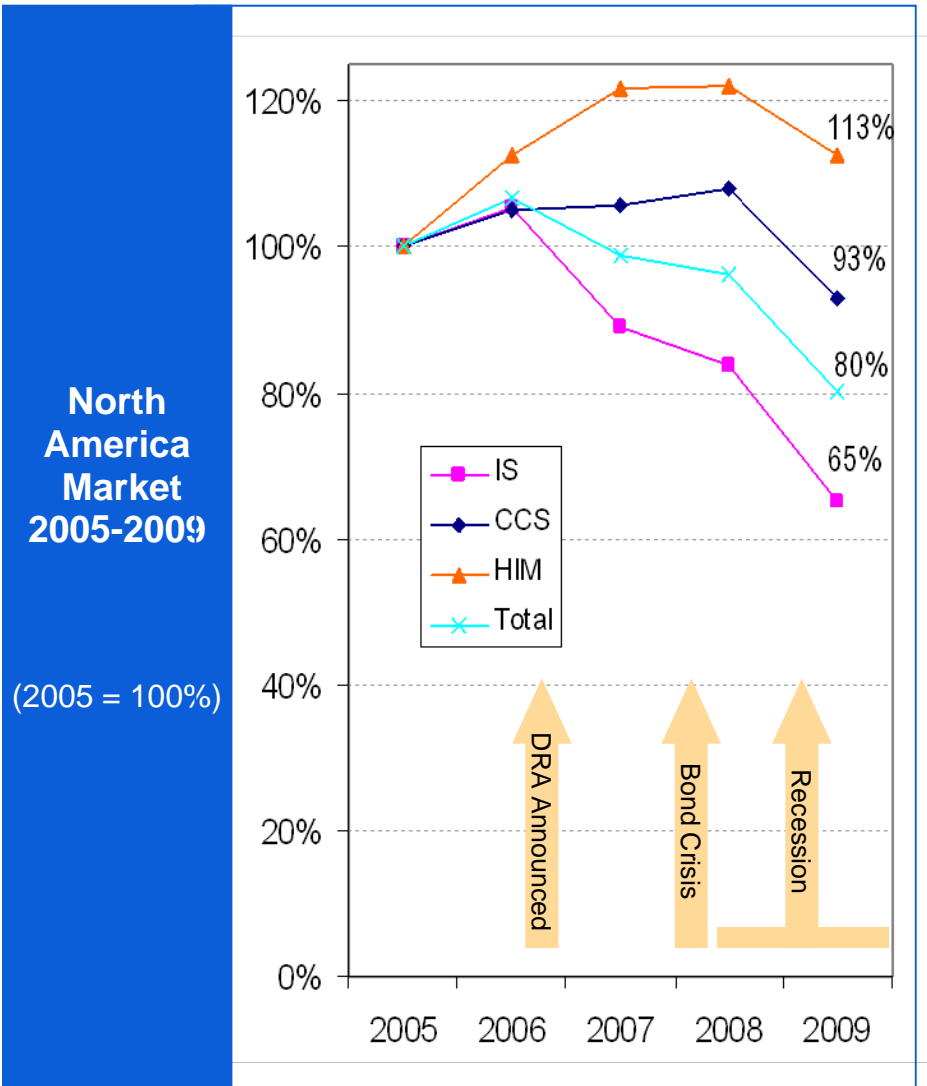 North
America
Market
2005-2009
(2005 = 100%)
120%
100%
80%
60%
40%
20%
0%
113%
93%
80%
65%
IS
CCS
HIM
Total
DRA Announced
Bond Crisis
Recession
2005 2006 2007 2008 2009